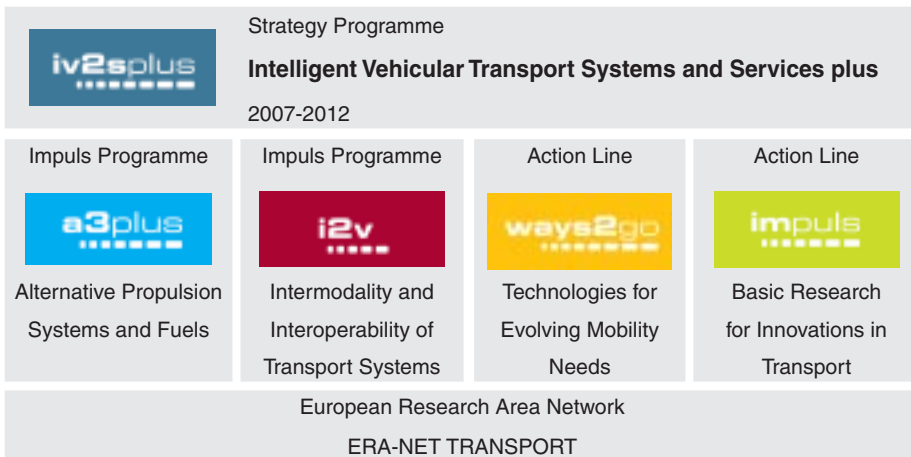 iv2splus
Strategy Programme
Intelligent Vehicular Transport Systems and Services plus
2007-2012
Impuls Programme
a3plus
Alternative Propulsion
Systems and Fuels
Impuls Programme
i2v
Intermodality and
Interoperability of
Transport Systems
Action Line
ways2go
Technologies for
Evolving Mobility
Needs
Action Line
impuls
Basic Research
for Innovations in
Transport
European Research Area Network
ERA-NET TRANSPORT